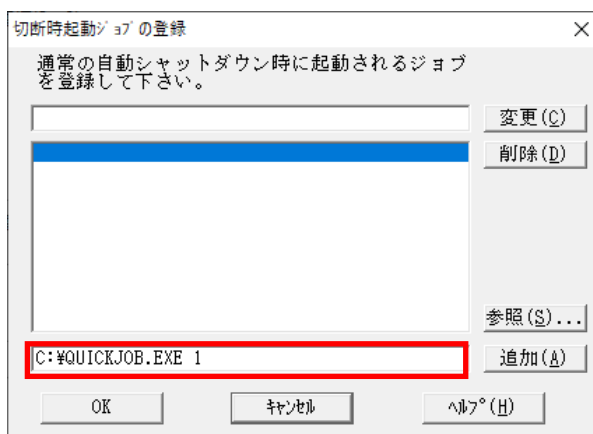 切断時起動ｼﾞｮﾌﾞの登録
通常の自動シャットダウン時に起動されるジョブ
を登録して下さい。
変更(C)
削除(D)
参照(S)...
C:¥QUICKJOB.EXE 1
追加(A)
OK
ｷｬﾝｾﾙ
ﾍﾙﾌﾟ(H)